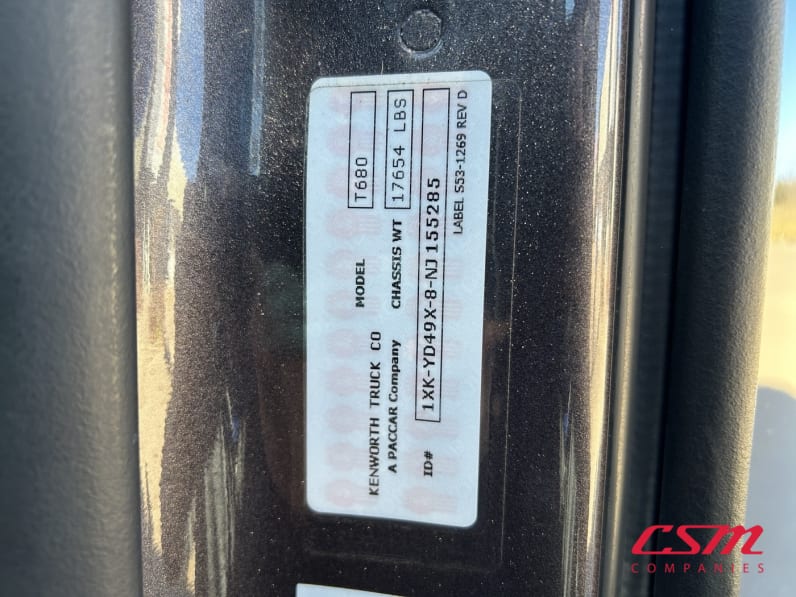 KENWORTH TRUCK CO MODEL T680
A PACCAR Company CHASSIS WT 17654 LBS
ID# 1XK-YD49X-8-NJ155285
LABEL S53-1269 REV D
CSM
COMPANIES